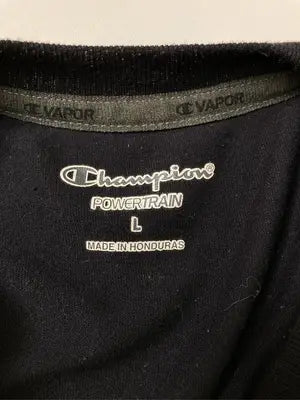 VAPOR VAPOR
Champion
POWERTRAIN
L
MADE IN HONDURAS